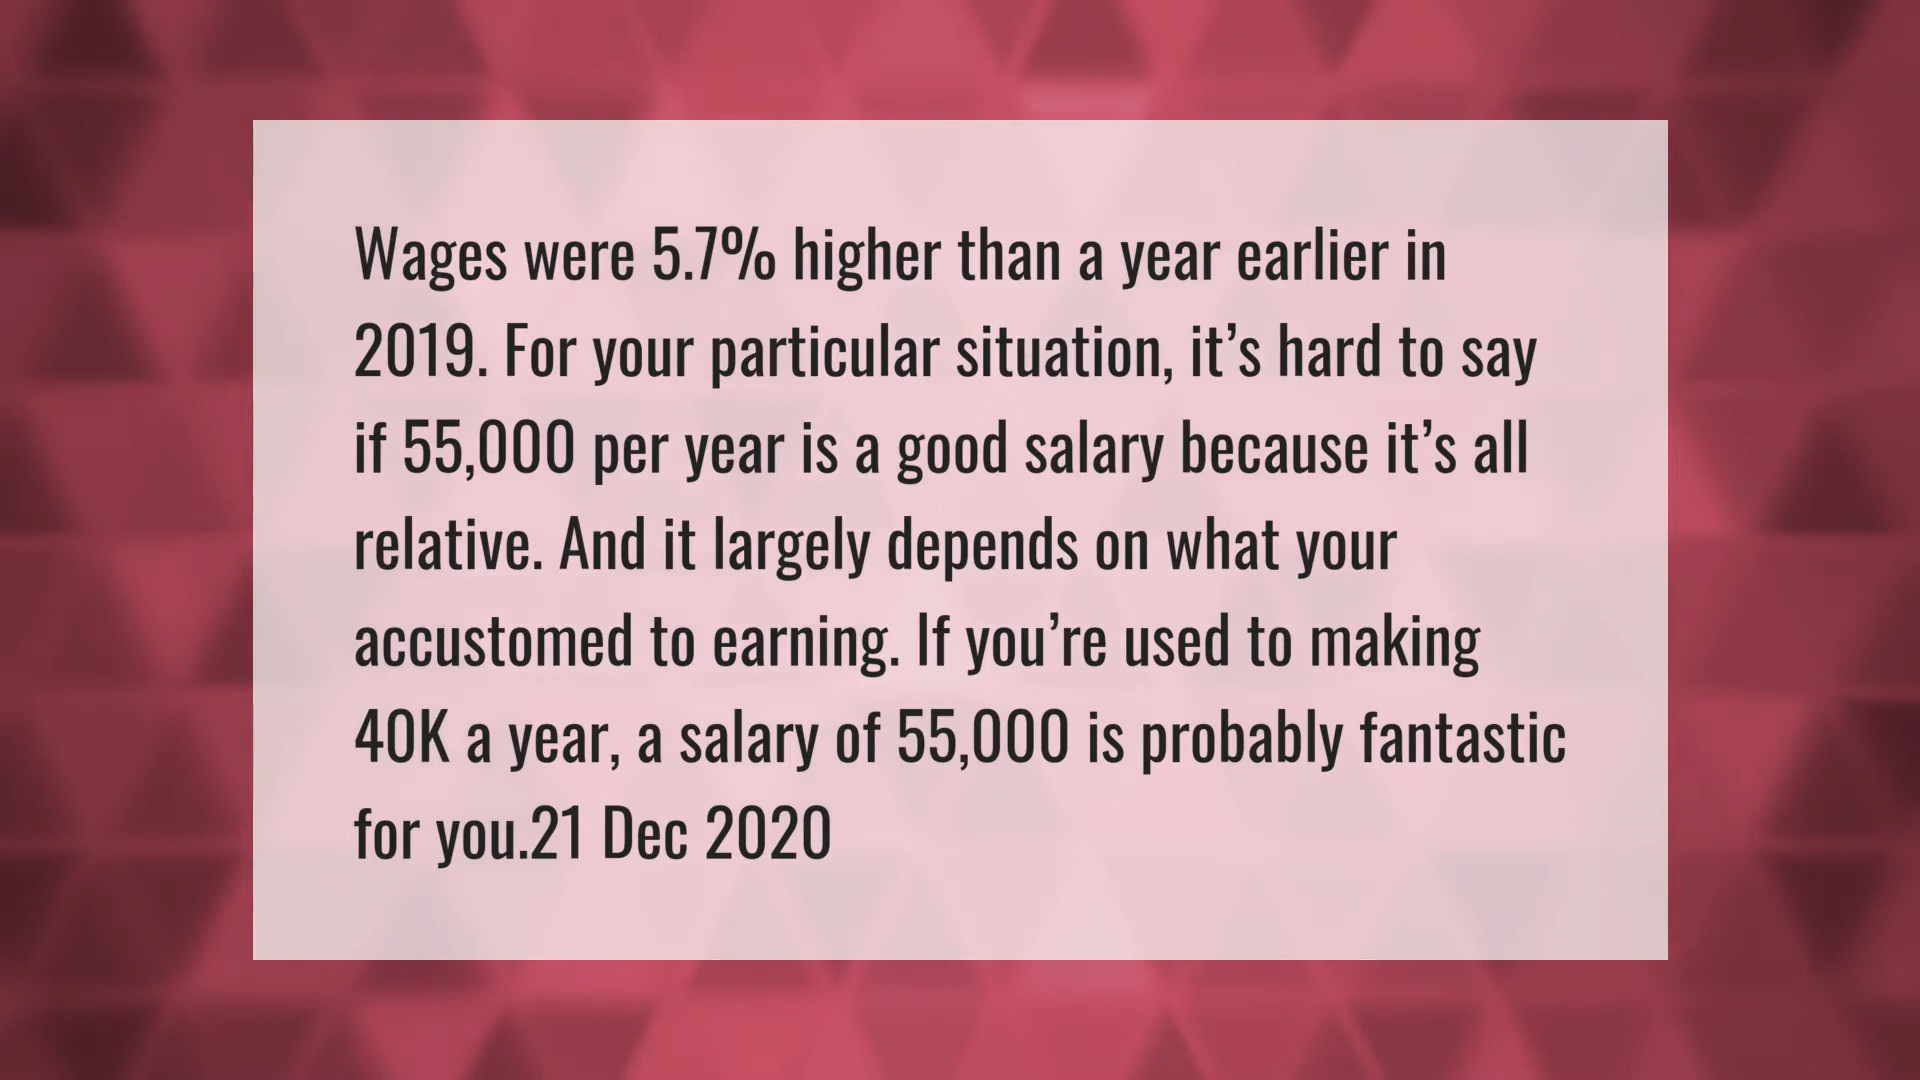 Wages were 5.7% higher than a year earlier in
2019. For your particular situation, it’s hard to say
if 55,000 per year is a good salary because it’s all
relative. And it largely depends on what your
accustomed to earning. If you’re used to making
40K a year, a salary of 55,000 is probably fantastic
for you.21 Dec 2020